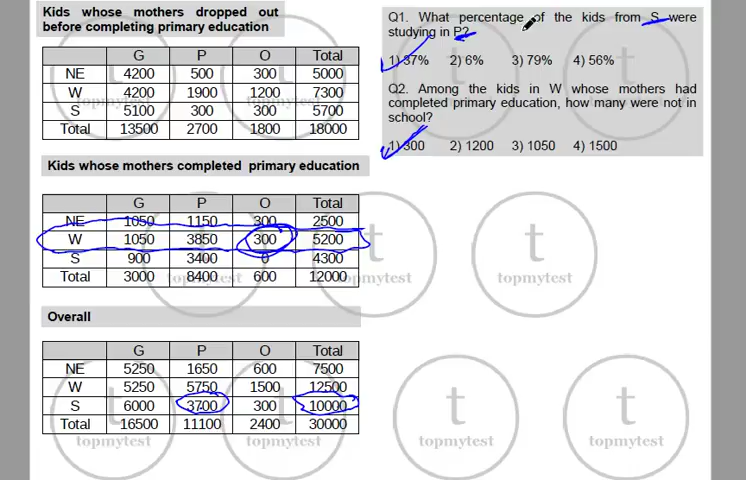 Kids whose mothers dropped out
before completing primary education
G P O Total
NE 4200 500 300 5000
W 4200 1900 1200 7300
S 5100 300 300 5700
Total 13500 2700 1800 18000
Kids whose mothers completed primary education
G P O Total
NE 1050 1150 300 2500
W 1050 3850 300 5200
S 900 3400 0 4300
Total 3000 8400 600 12000
Overall
G P O Total
NE 5250 1650 600 7500
W 5250 5750 1500 12500
S 6000 3700 300 10000
Total 16500 11100 2400 30000
Q1. What percentage of the kids from S were
studying in P?
1) 37% 2) 6% 3) 79% 4) 56%
Q2. Among the kids in W whose mothers had
completed primary education, how many were not in
school?
1) 300 2) 1200 3) 1050 4) 1500
t
topmytest
t
topmytest
t
topmytest
t
topmytest
t
topmytest